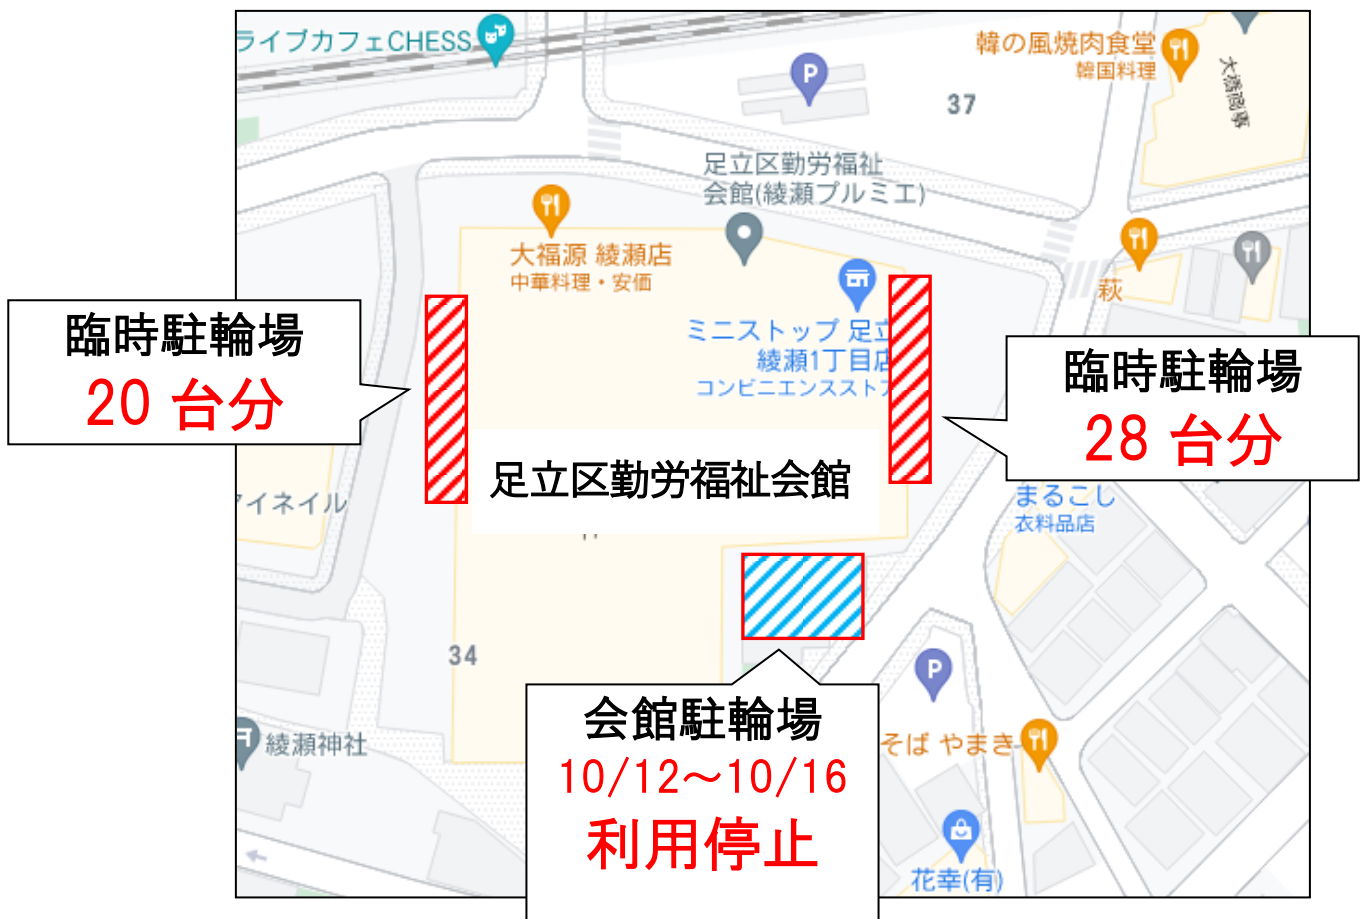 ライブカフェCHESS
韓の風焼肉食堂
韓国料理
大橋商事
37
足立区勤労福祉
会館(綾瀬プルミエ)
大福源 綾瀬店
中華料理・安価
萩
ミニストップ 足立
綾瀬1丁目店
コンビニエンススト
臨時駐輪場
20 台分
臨時駐輪場
28 台分
足立区勤労福祉会館
アイネイル
まるこし
衣料品店
34
綾瀬神社
会館駐輪場
10/12～10/16
利用停止
そば やまき
花幸(有)
P
P